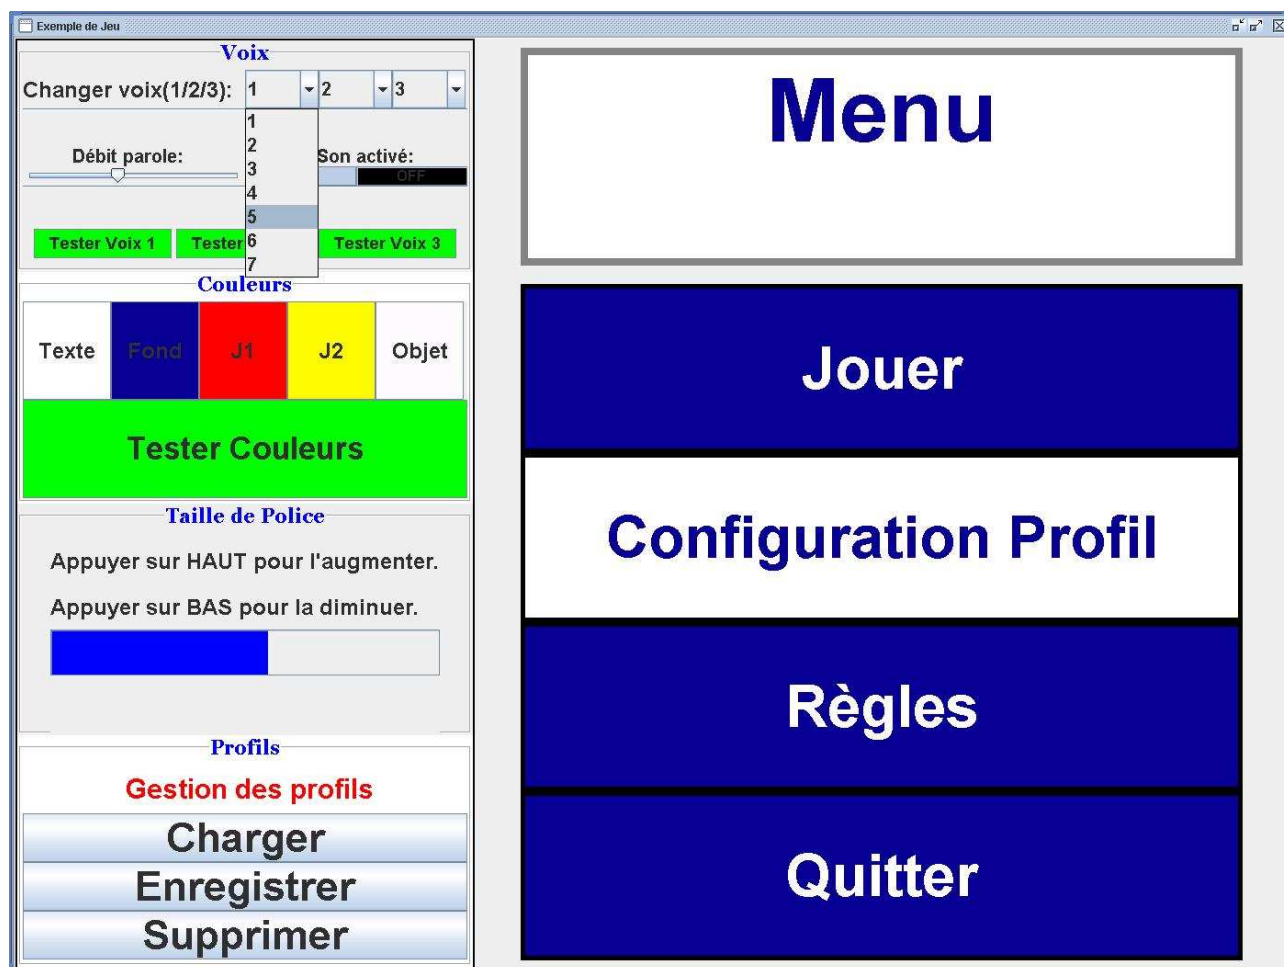 Exemple de Jeu
Voix
Changer voix(1/2/3): 1 2 3
1
2
3
4
5
6
7
Débit parole:
Son activé:
OFF
Tester Voix 1
Tester
Tester Voix 3
Couleurs
Texte
Fond
J1
J2
Objet
Tester Couleurs
Taille de Police
Appuyer sur HAUT pour l'augmenter.
Appuyer sur BAS pour la diminuer.
Profils
Gestion des profils
Charger
Enregistrer
Supprimer
Menu
Jouer
Configuration Profil
Règles
Quitter